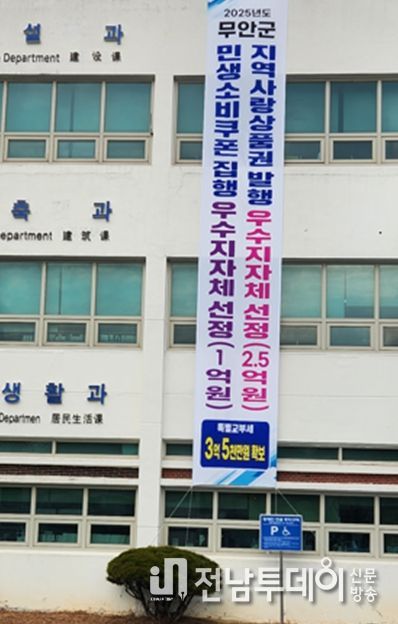 설 과
Department 建设课
2025년도
무안군
지역사랑상품권 발행 우수지자체 선정(2.5억원)
민생소비쿠폰 집행 우수지자체 선정(1억원)
특별교부세
3억 5천만원 확보
축 과
Department 建筑课
생활과
Departmen 居民生活课
P
전남투데이 신문방송